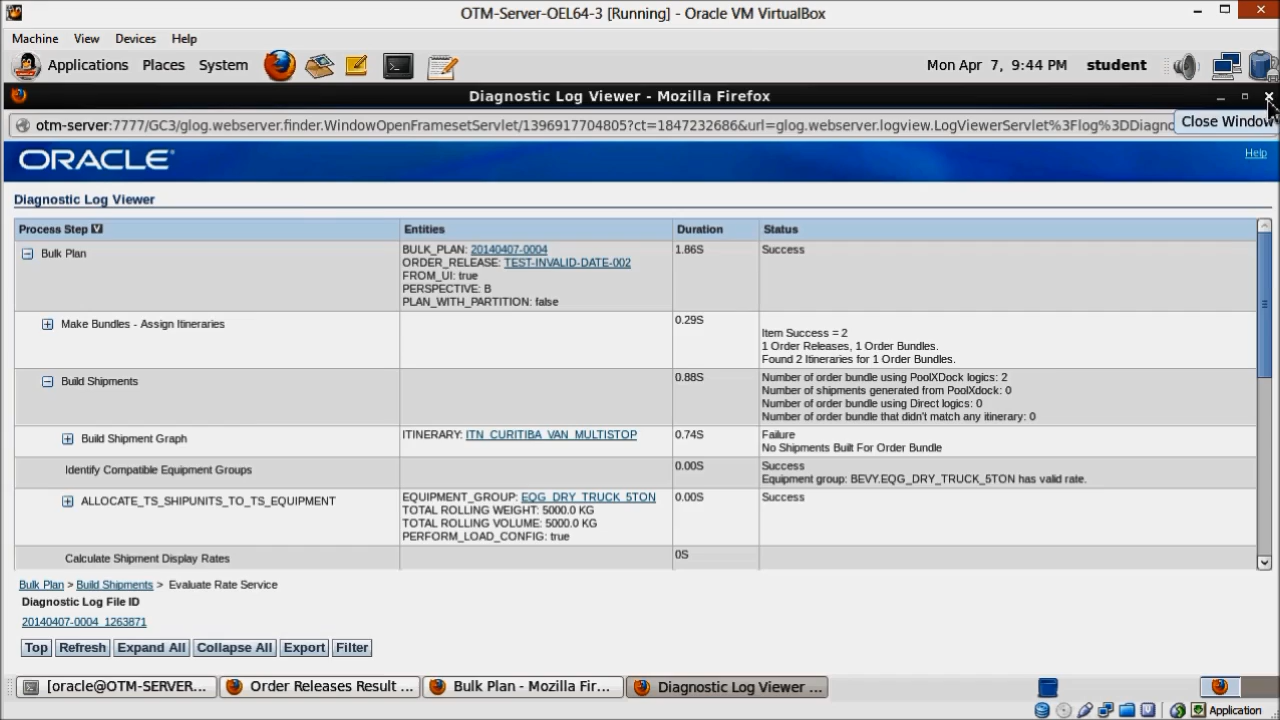 OTM-Server-OEL64-3 [Running] - Oracle VM VirtualBox
Machine View Devices Help
Applications Places System Mon Apr 7, 9:44 PM student
Diagnostic Log Viewer - Mozilla Firefox
otm-server:7777/GC3/glog.webserver.finder.WindowOpenFramesetServlet/1396917704805?ct=1847232686&url=glog.webserver.logview.LogViewerServlet%3Flog%3DDiagno
Close Window
ORACLE
Help
Diagnostic Log Viewer
Process Step Entities Duration Status
Bulk Plan
BULK_PLAN: 20140407-0004
ORDER_RELEASE: TEST-INVALID-DATE-002
FROM_UI: true
PERSPECTIVE: B
PLAN_WITH_PARTITION: false
1.86S
Success
Make Bundles - Assign Itineraries
0.29S
Item Success = 2
1 Order Releases, 1 Order Bundles.
Found 2 Itineraries for 1 Order Bundles.
Build Shipments
0.88S
Number of order bundle using PoolXDock logics: 2
Number of shipments generated from PoolXdock: 0
Number of order bundle using Direct logics: 0
Number of order bundle that didn't match any itinerary: 0
Build Shipment Graph
ITINERARY: ITN_CURITIBA_VAN_MULTISTOP
0.74S
Failure
No Shipments Built For Order Bundle
Identify Compatible Equipment Groups
0.00S
Success
Equipment group: BEVY.EQG_DRY_TRUCK_5TON has valid rate.
ALLOCATE_TS_SHIPUNITS_TO_TS_EQUIPMENT
EQUIPMENT_GROUP: EQG_DRY_TRUCK_5TON
TOTAL ROLLING WEIGHT: 5000.0 KG
TOTAL ROLLING VOLUME: 5000.0 KG
PERFORM_LOAD_CONFIG: true
0.00S
Success
Calculate Shipment Display Rates
0S
Bulk Plan > Build Shipments > Evaluate Rate Service
Diagnostic Log File ID
20140407-0004_1263871
Top Refresh Expand All Collapse All Export Filter
[oracle@OTM-SERVER... Order Releases Result ... Bulk Plan - Mozilla Fir... Diagnostic Log Viewer ...
Application